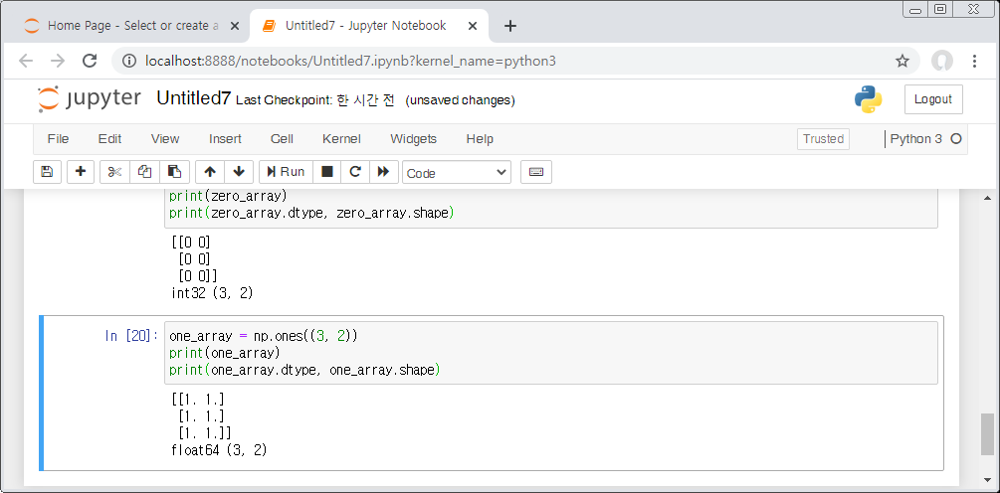 Home Page - Select or create a
Untitled7 - Jupyter Notebook
localhost:8888/notebooks/Untitled7.ipynb?kernel_name=python3
jupyter Untitled7 Last Checkpoint: 한 시간 전 (unsaved changes)
Logout
File Edit View Insert Cell Kernel Widgets Help Trusted Python 3
Run Code
print(zero_array)
print(zero_array.dtype, zero_array.shape)
[[0 0]
 [0 0]
 [0 0]]
int32 (3, 2)
In [20]: one_array = np.ones((3, 2))
print(one_array)
print(one_array.dtype, one_array.shape)
[[1. 1.]
 [1. 1.]
 [1. 1.]]
float64 (3, 2)